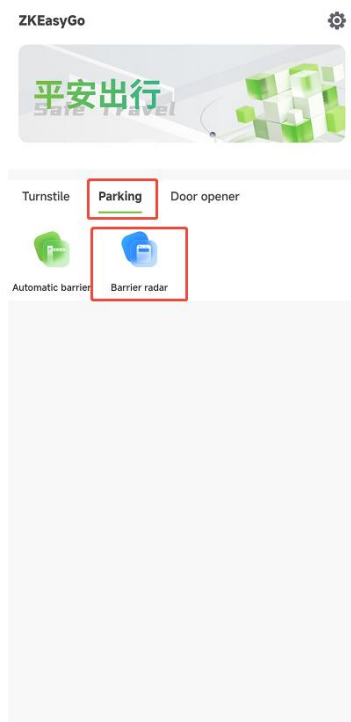 ZKEasyGo
平安出行
Safe Travel
Turnstile Parking Door opener
Automatic barrier Barrier radar